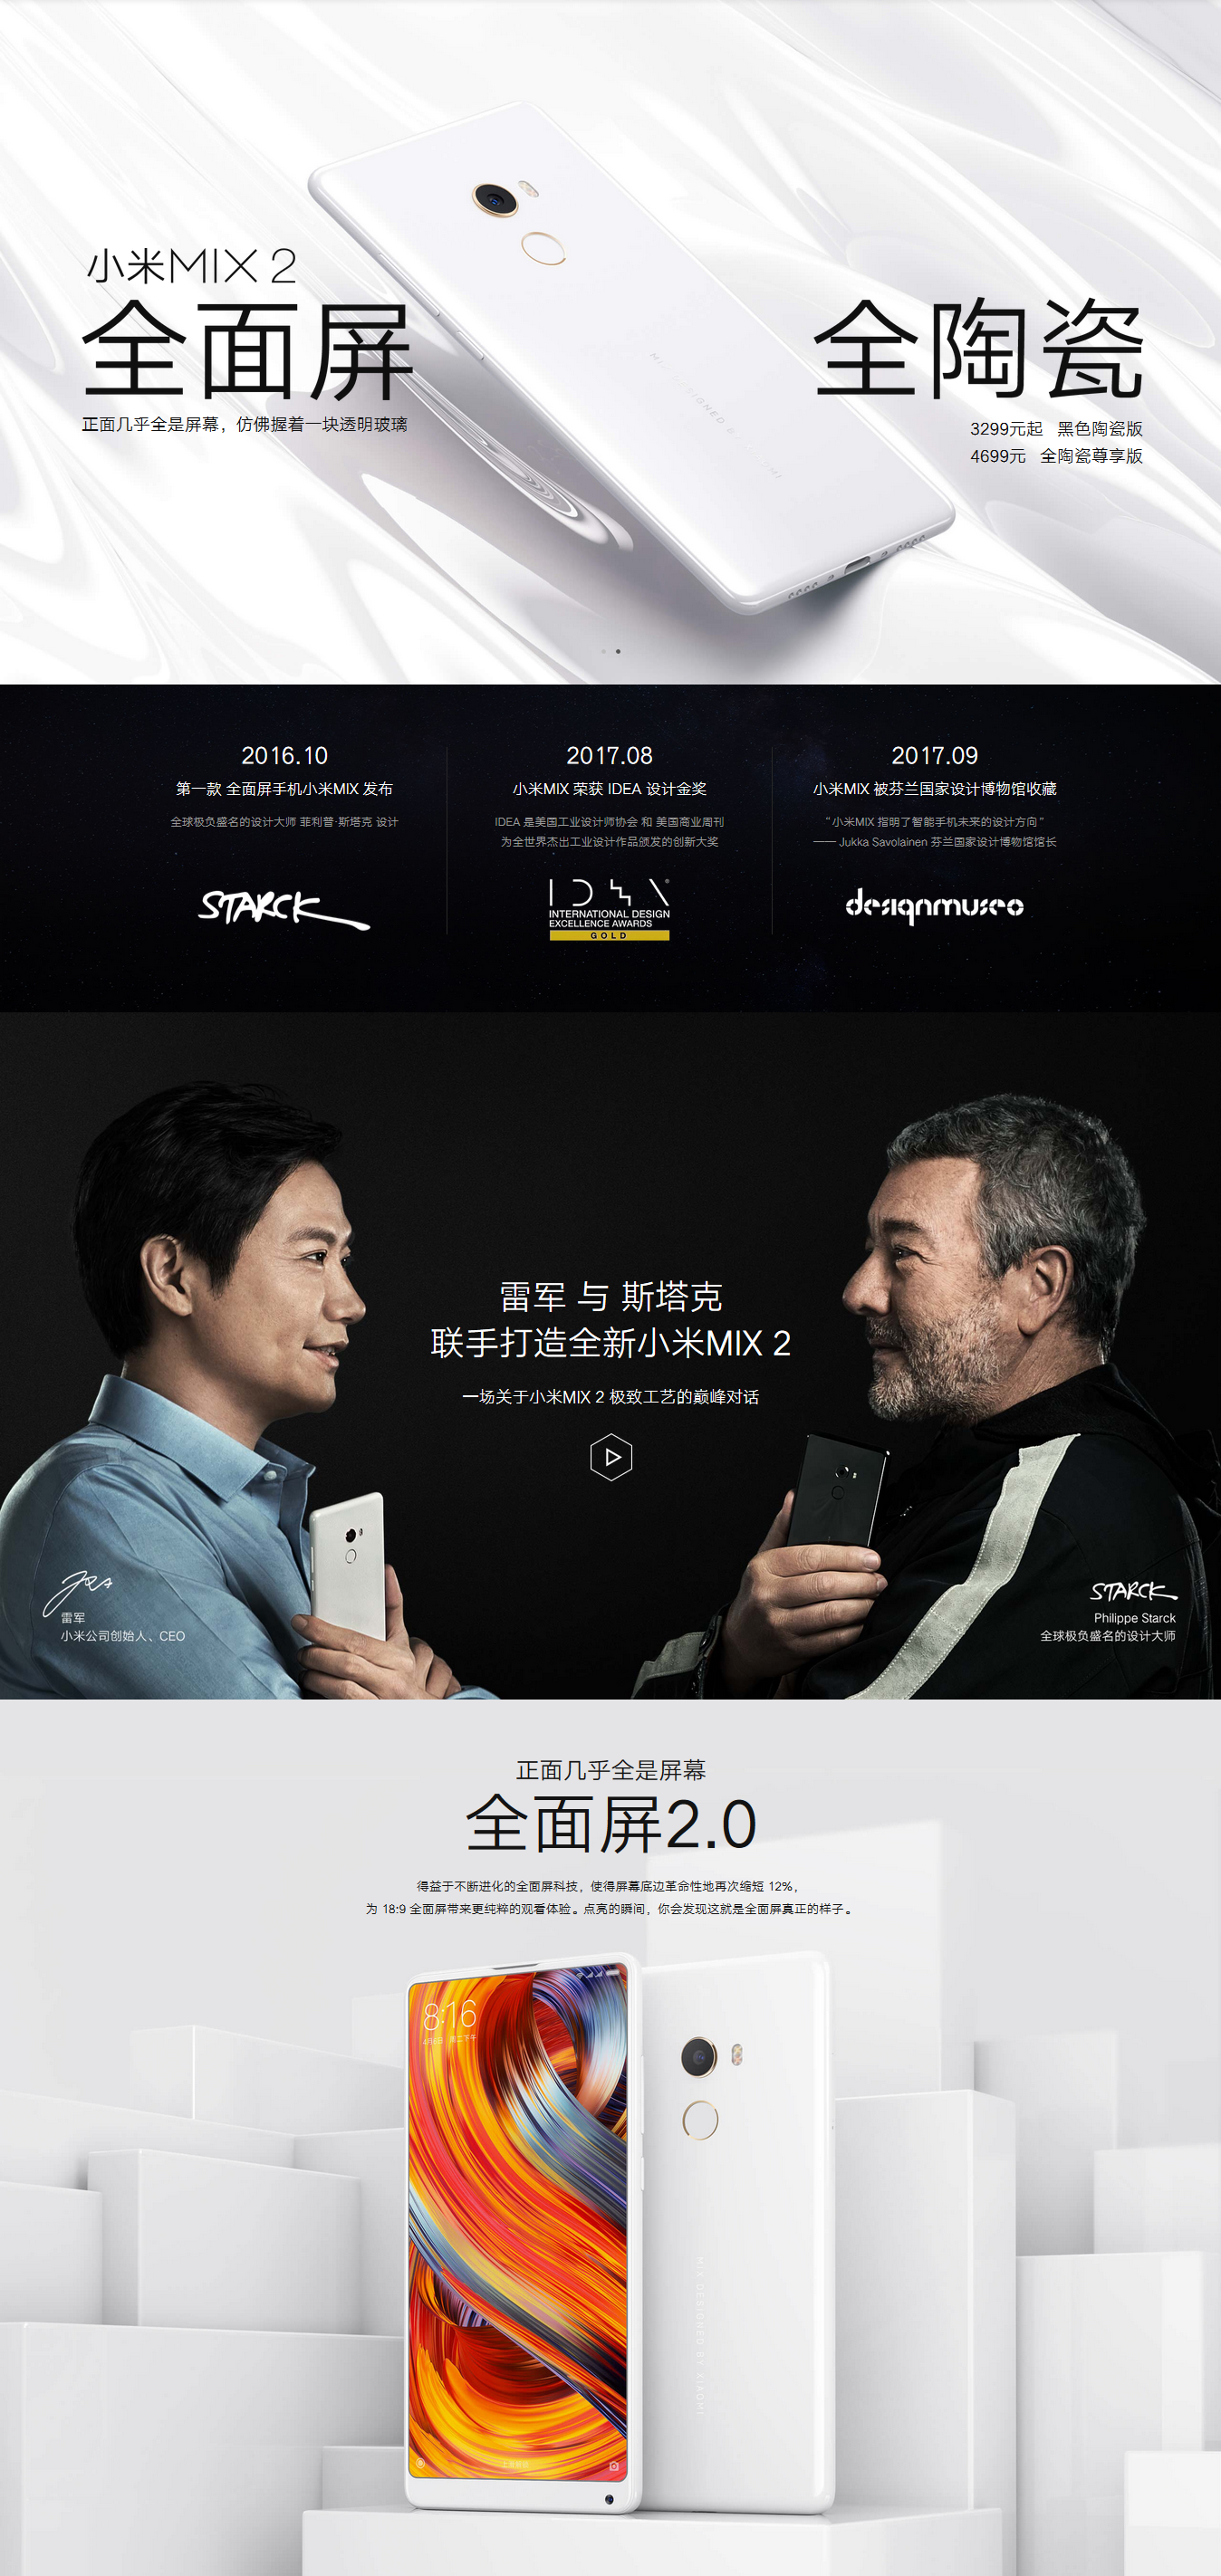 小米MIX 2
全面屏
正面几乎全是屏幕，仿佛握着一块透明玻璃
全陶瓷
3299元起 黑色陶瓷版
4699元 全陶瓷尊享版
MIX DESIGNED BY XIAOMI
2016.10
第一款 全面屏手机小米MIX 发布
全球极负盛名的设计大师 菲利普·斯塔克 设计
STARCK
2017.08
小米MIX 荣获 IDEA 设计金奖
IDEA 是美国工业设计师协会 和 美国商业周刊
为全世界杰出工业设计作品颁发的创新大奖
IDEA
INTERNATIONAL DESIGN
EXCELLENCE AWARDS
GOLD
2017.09
小米MIX 被芬兰国家设计博物馆收藏
“小米MIX 指明了智能手机未来的设计方向”
—— Jukka Savolainen 芬兰国家设计博物馆馆长
designmuseo
雷军 与 斯塔克
联手打造全新小米MIX 2
一场关于小米MIX 2 极致工艺的巅峰对话
雷军
小米公司创始人、CEO
STARCK
Philippe Starck
全球极负盛名的设计大师
正面几乎全是屏幕
全面屏2.0
得益于不断进化的全面屏科技，使得屏幕底边革命性地再次缩短 12%，
为 18:9 全面屏带来更纯粹的观看体验。点亮的瞬间，你会发现这就是全面屏真正的样子。
8:16
MIX DESIGNED BY XIAOMI